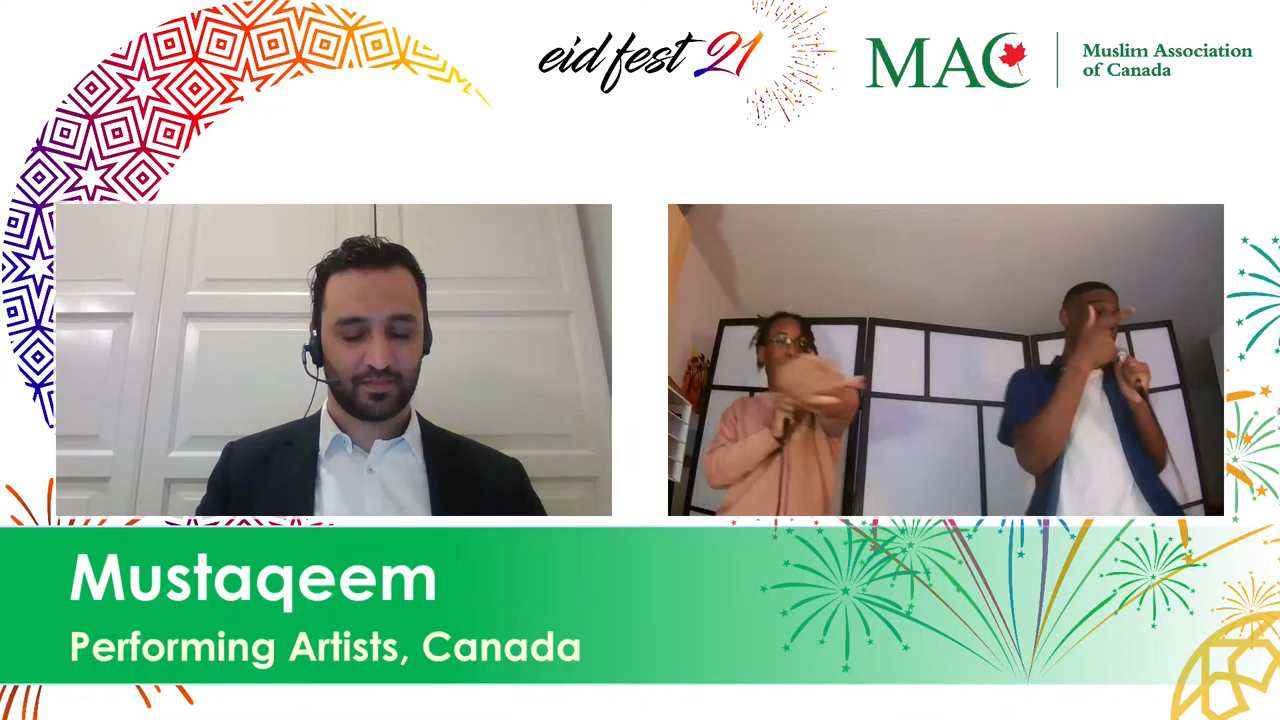 eid fest 21
MAC
Muslim Association
of Canada
Mustaqeem
Performing Artists, Canada